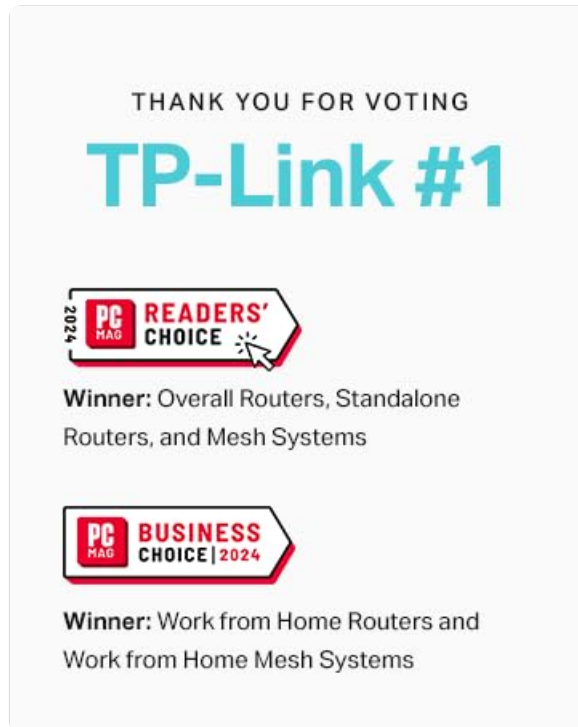 THANK YOU FOR VOTING
TP-Link #1
2024
PC
MAG
READERS'
CHOICE
Winner: Overall Routers, Standalone
Routers, and Mesh Systems
PC
MAG
BUSINESS
CHOICE|2024
Winner: Work from Home Routers and
Work from Home Mesh Systems